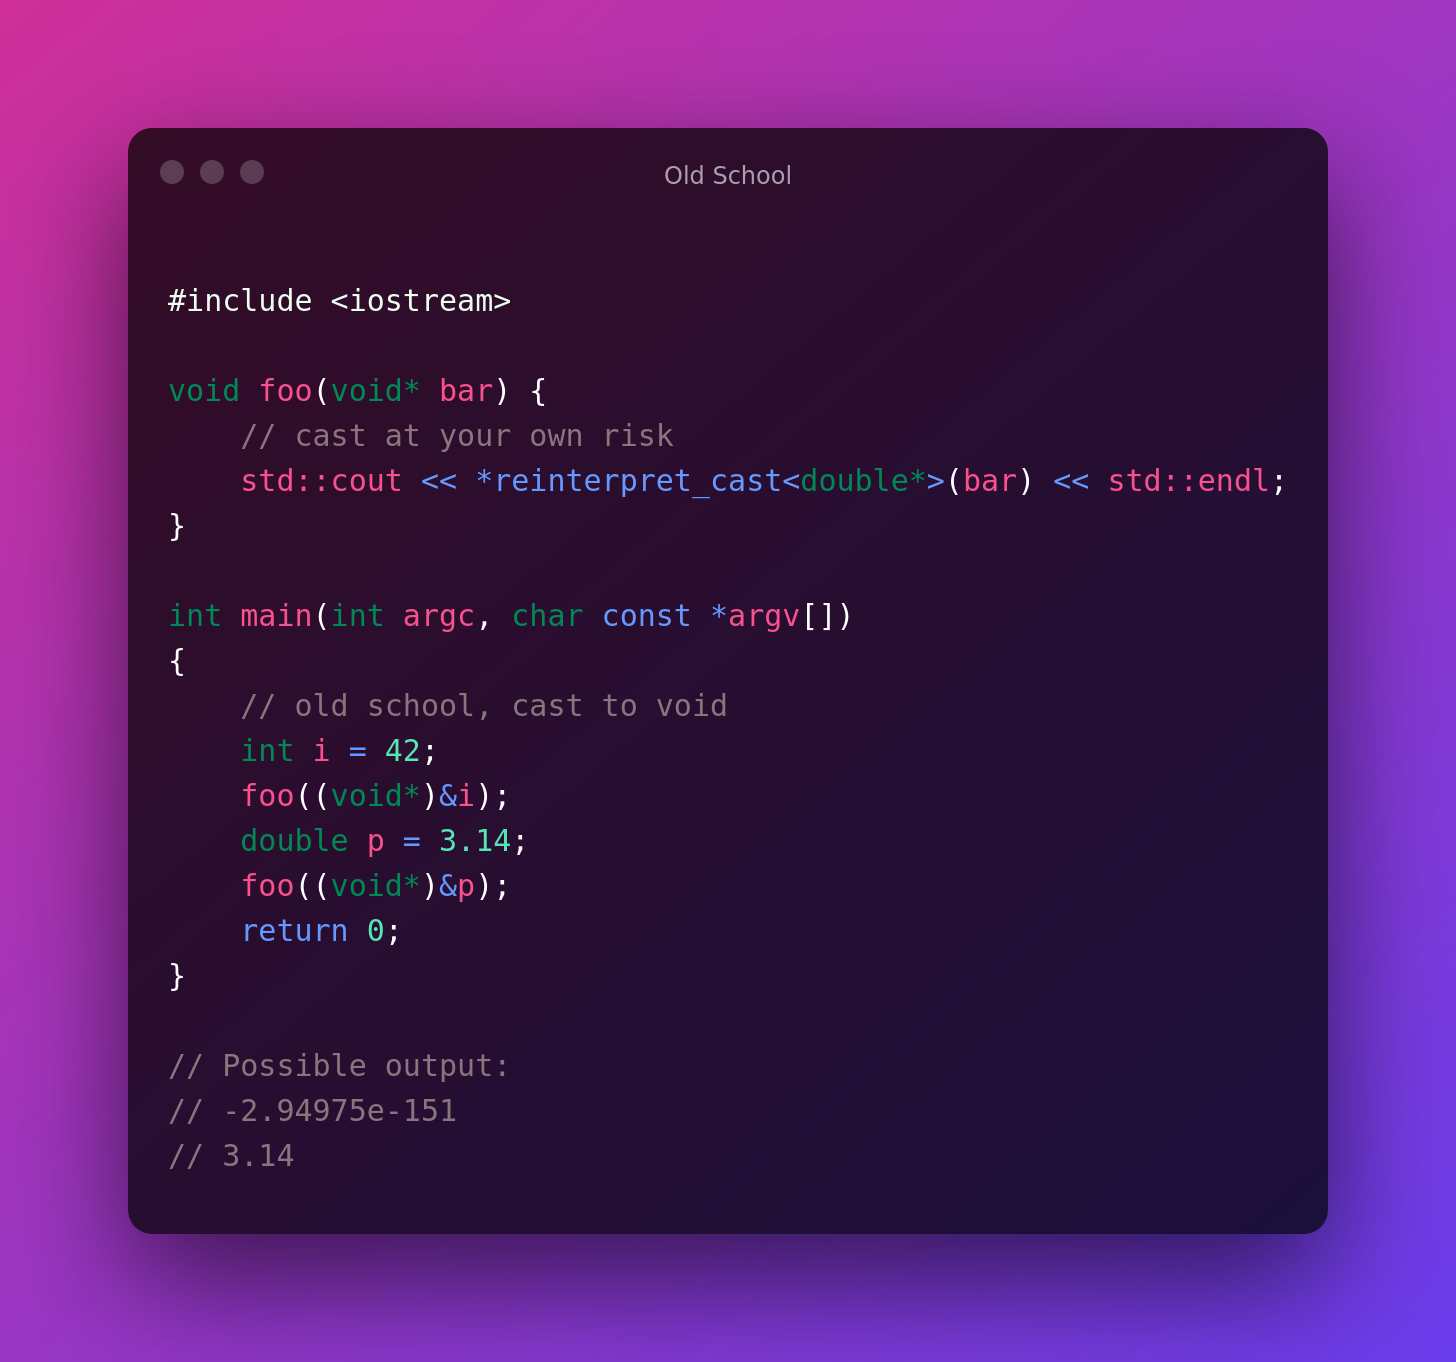 Old School
#include <iostream>
void foo(void* bar) {
    // cast at your own risk
    std::cout << *reinterpret_cast<double*>(bar) << std::endl;
}
int main(int argc, char const *argv[])
{
    // old school, cast to void
    int i = 42;
    foo((void*)&i);
    double p = 3.14;
    foo((void*)&p);
    return 0;
}
// Possible output:
// -2.94975e-151
// 3.14